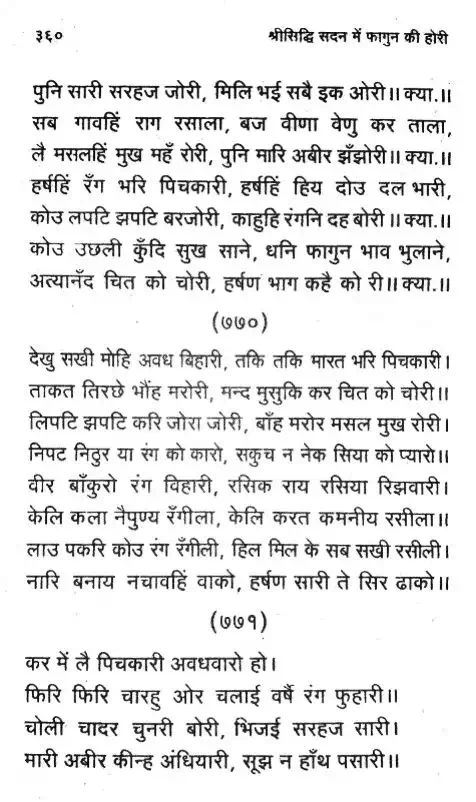 ३६० श्रीसिद्धि सदन में फागुन की होरी
पुनि सारी सरहज जोरी, मिलि भई सबै इक ओरी॥ क्या.॥
सब गावहिं राग रसाला, बज वीणा वेणु कर ताला,
लै मसलहिं मुख महँ रोरी, पुनि मारि अबीर झँझोरी॥ क्या.॥
हर्षहिं रँग भरि पिचकारी, हर्षहिं हिय दोउ दल भारी,
कोउ लपटि झपटि बरजोरी, काहुहि रंगनि दह बोरी॥ क्या.॥
कोउ उछली कुँदि सुख साने, धनि फागुन भाव भुलाने,
अत्यानँद चित को चोरी, हर्षण भाग कहै को री॥ क्या.॥
(७७०)
देखु सखी मोहि अवध बिहारी, तकि तकि मारत भरि पिचकारी।
ताकत तिरछे भौंह मरोरी, मन्द मुसुकि कर चित को चोरी॥
लिपटि झपटि करि जोरा जोरी, बाँह मरोर मसल मुख रोरी।
निपट निठुर या रंग को कारो, सकुच न नेक सिया को प्यारो॥
वीर बाँकुरो रंग विहारी, रसिक राय रसिया रिझवारी।
केलि कला नैपुण्य रँगीला, केलि करत कमनीय रसीला॥
लाउ पकरि कोउ रंग रँगीली, हिल मिल के सब सखी रसीली।
नारि बनाय नचावहिं वाको, हर्षण सारी ते सिर ढाको॥
(७७१)
कर में लै पिचकारी अवधवारो हो।
फिरि फिरि चारहु ओर चलाई वर्षै रंग फुहारी॥
चोली चादर चुनरी बोरी, भिजई सरहज सारी।
मारी अबीर कीन्ह अंधियारी, सूझ न हाँथ पसारी॥